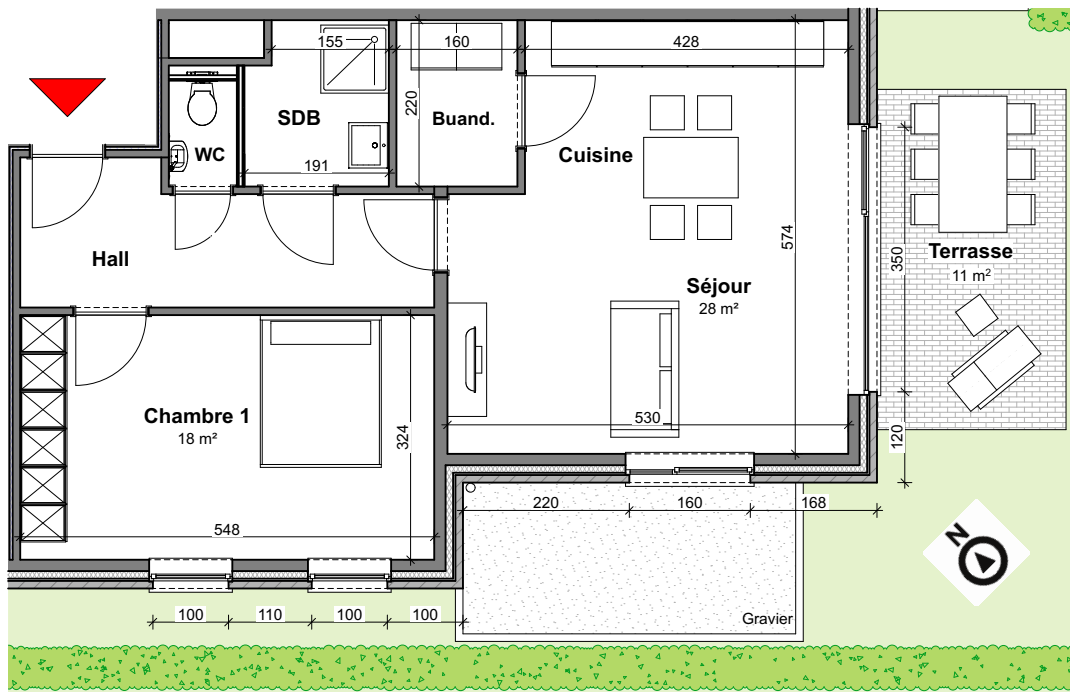 155
160
428
220
SDB
Buand.
WC
Cuisine
191
574
350
Hall
Terrasse
11 m²
Séjour
28 m²
Chambre 1
18 m²
324
530
120
548
220
160
168
N
100
110
100
100
Gravier